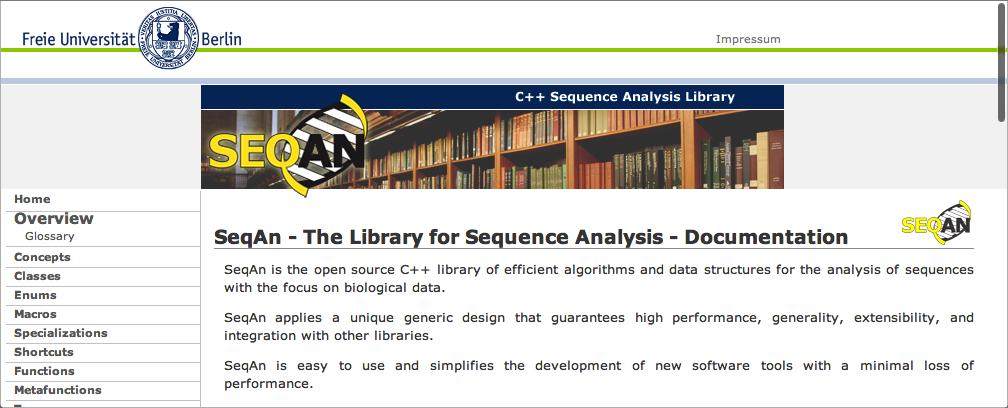 Freie Universität Berlin
Impressum
C++ Sequence Analysis Library
SEQAN
Home
Overview
Glossary
Concepts
Classes
Enums
Macros
Specializations
Shortcuts
Functions
Metafunctions
SEQAN
SeqAn - The Library for Sequence Analysis - Documentation
SeqAn is the open source C++ library of efficient algorithms and data structures for the analysis of sequences
with the focus on biological data.
SeqAn applies a unique generic design that guarantees high performance, generality, extensibility, and
integration with other libraries.
SeqAn is easy to use and simplifies the development of new software tools with a minimal loss of
performance.